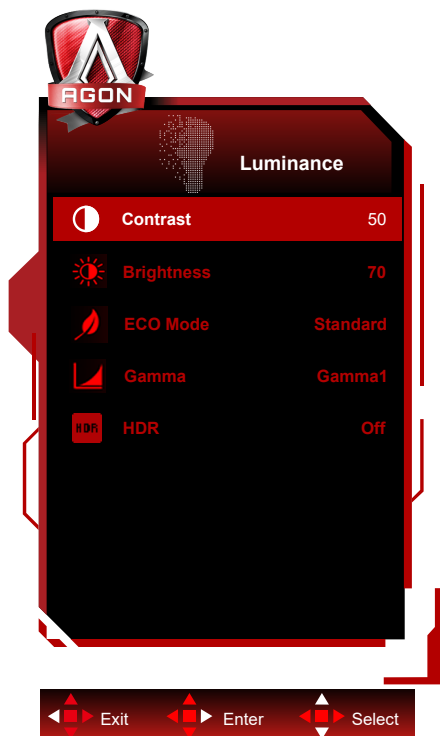 AGON
Luminance
Contrast 50
Brightness 70
ECO Mode Standard
Gamma Gamma1
HDR HDR Off
Exit Enter Select